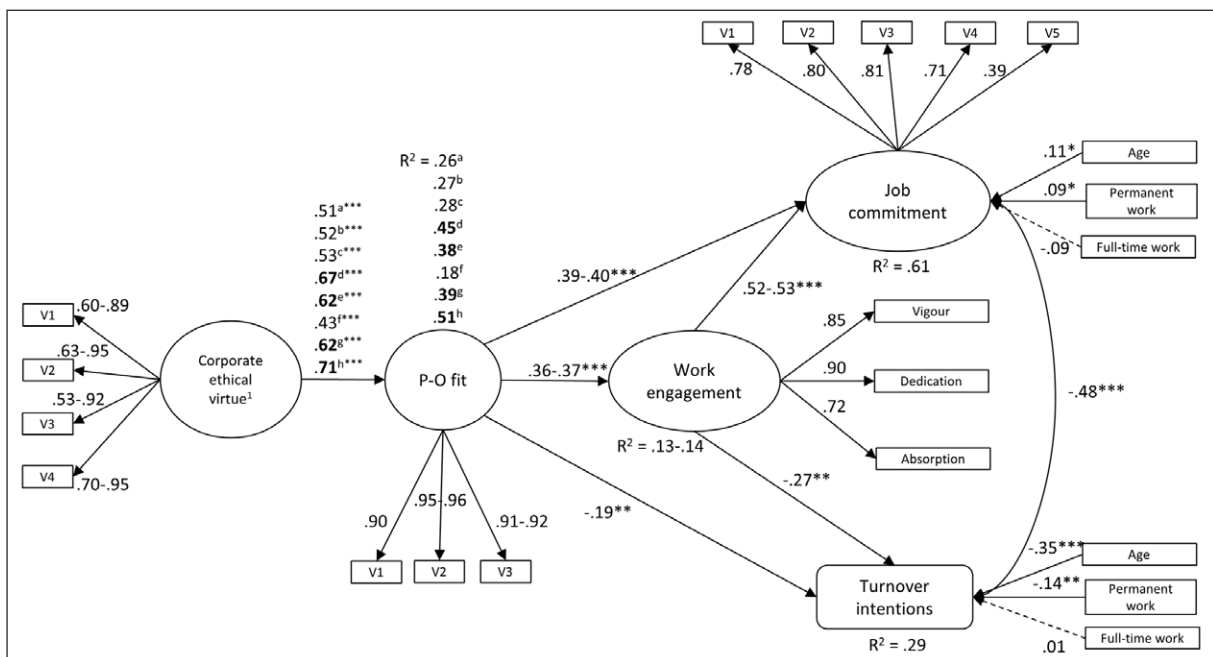 V1
V2
V3
V4
V5
.78
.80
.81
.71
.39
Job
commitment
R² = .61
.11*
Age
.09*
Permanent
work
-.09
Full-time work
R² = .26ᵃ
.27ᵇ
.28ᶜ
.45ᵈ
.38ᵉ
.18ᶠ
.39ᵍ
.51ʰ
.51ᵃ***
.52ᵇ***
.53ᶜ***
.67ᵈ***
.62ᵉ***
.43ᶠ***
.62ᵍ***
.71ʰ***
V1
.60-.89
V2
.63-.95
V3
.53-.92
V4
.70-.95
Corporate
ethical
virtue¹
P-O fit
.39-.40***
.52-.53***
.36-.37***
Work
engagement
R² = .13-.14
.85
Vigour
.90
Dedication
.72
Absorption
-.48***
-.27**
-.19**
.90
.95-.96
.91-.92
V1
V2
V3
Turnover
intentions
R² = .29
-.35***
Age
-.14**
Permanent
work
.01
Full-time work